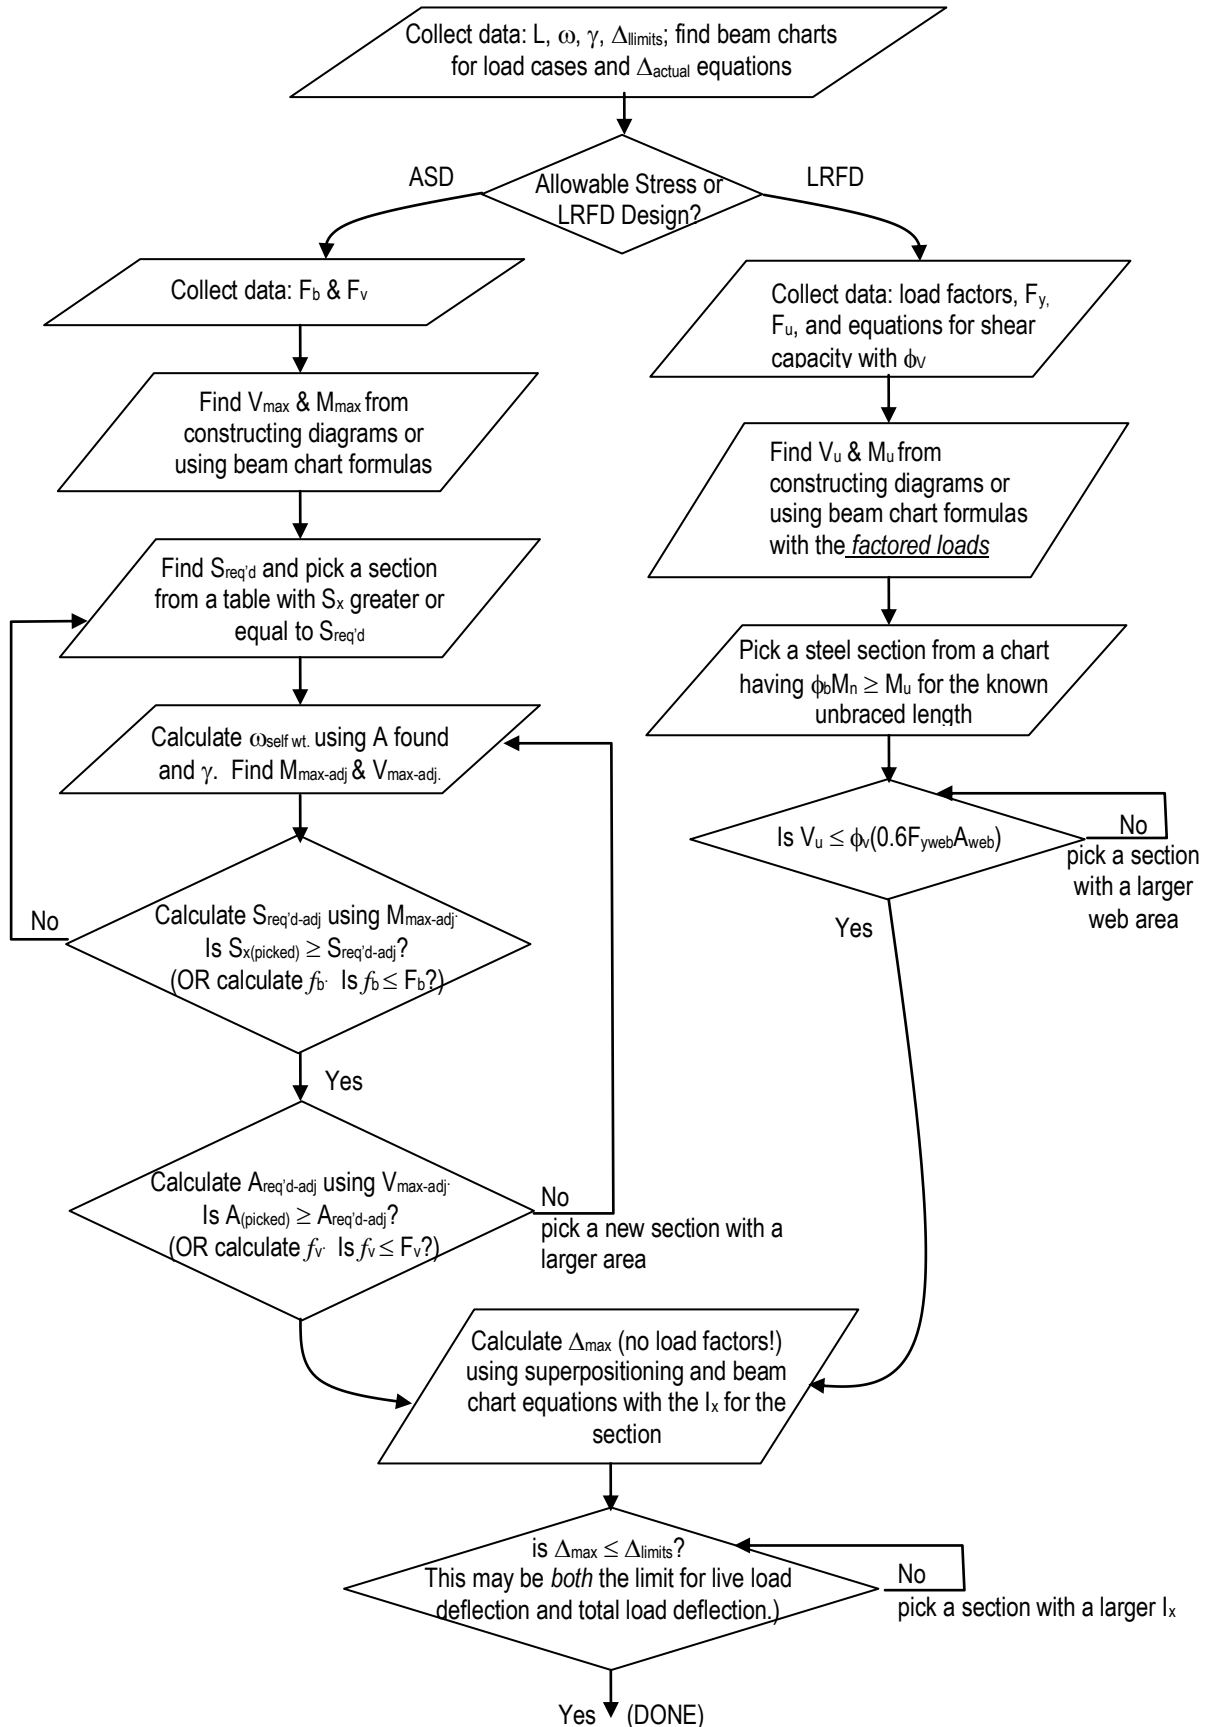 Collect data: L, ω, γ, Δllimits; find beam charts
for load cases and Δactual equations
ASD
LRFD
Allowable Stress or
LRFD Design?
Collect data: Fb & Fv
Collect data: load factors, Fy,
Fu, and equations for shear
capacity with ϕv
Find Vmax & Mmax from
constructing diagrams or
using beam chart formulas
Find Vu & Mu from
constructing diagrams or
using beam chart formulas
with the factored loads
Find Sreq'd and pick a section
from a table with Sx greater or
equal to Sreq'd
Pick a steel section from a chart
having ϕbMn ≥ Mu for the known
unbraced length
Calculate ωself wt. using A found
and γ. Find Mmax-adj & Vmax-adj.
Is Vu ≤ ϕv(0.6FywebAweb)
No
pick a section
with a larger
web area
Yes
No
Calculate Sreq'd-adj using Mmax-adj.
Is Sx(picked) ≥ Sreq'd-adj?
(OR calculate fb. Is fb ≤ Fb?)
Yes
Calculate Areq'd-adj using Vmax-adj.
Is A(picked) ≥ Areq'd-adj?
(OR calculate fv. Is fv ≤ Fv?)
No
pick a new section with a
larger area
Calculate Δmax (no load factors!)
using superpositioning and beam
chart equations with the Ix for the
section
is Δmax ≤ Δlimits?
This may be both the limit for live load
deflection and total load deflection.)
No
pick a section with a larger Ix
Yes (DONE)